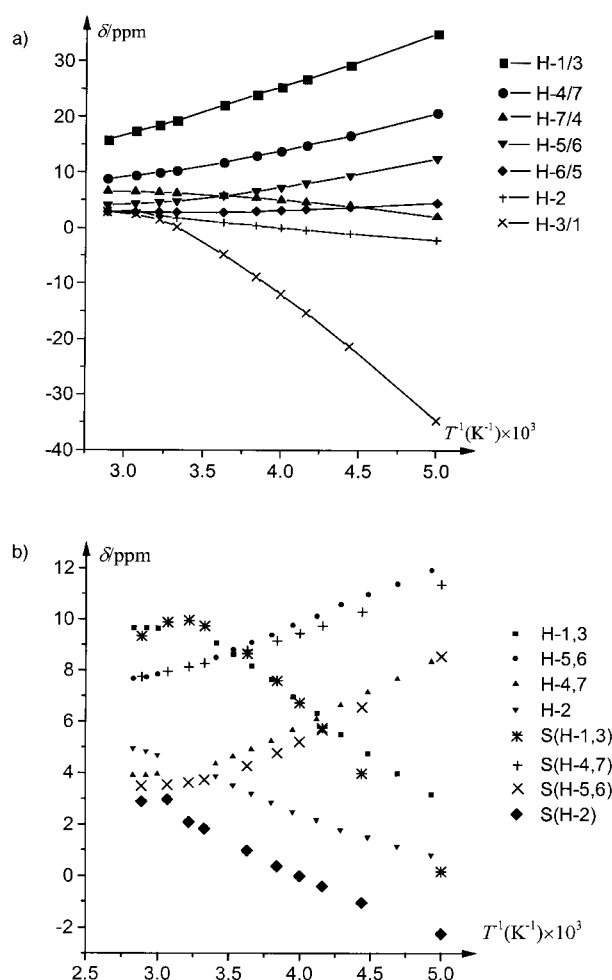 a)
δ/ppm
30
20
10
0
-10
-20
-30
-40
3.0
3.5
4.0
4.5
5.0
T⁻¹(K⁻¹)×10³
H-1/3
H-4/7
H-7/4
H-5/6
H-6/5
H-2
H-3/1
b)
δ/ppm
12
10
8
6
4
2
0
-2
2.5
3.0
3.5
4.0
4.5
5.0
T⁻¹(K⁻¹)×10³
H-1,3
H-5,6
H-4,7
H-2
S(H-1,3)
S(H-4,7)
S(H-5,6)
S(H-2)